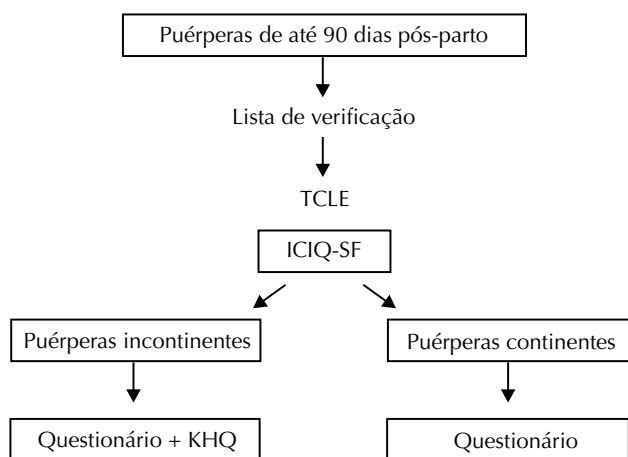 Puérperas de até 90 dias pós-parto
Lista de verificação
TCLE
ICIQ-SF
Puérperas incontinentes
Puérperas continentes
Questionário + KHQ
Questionário